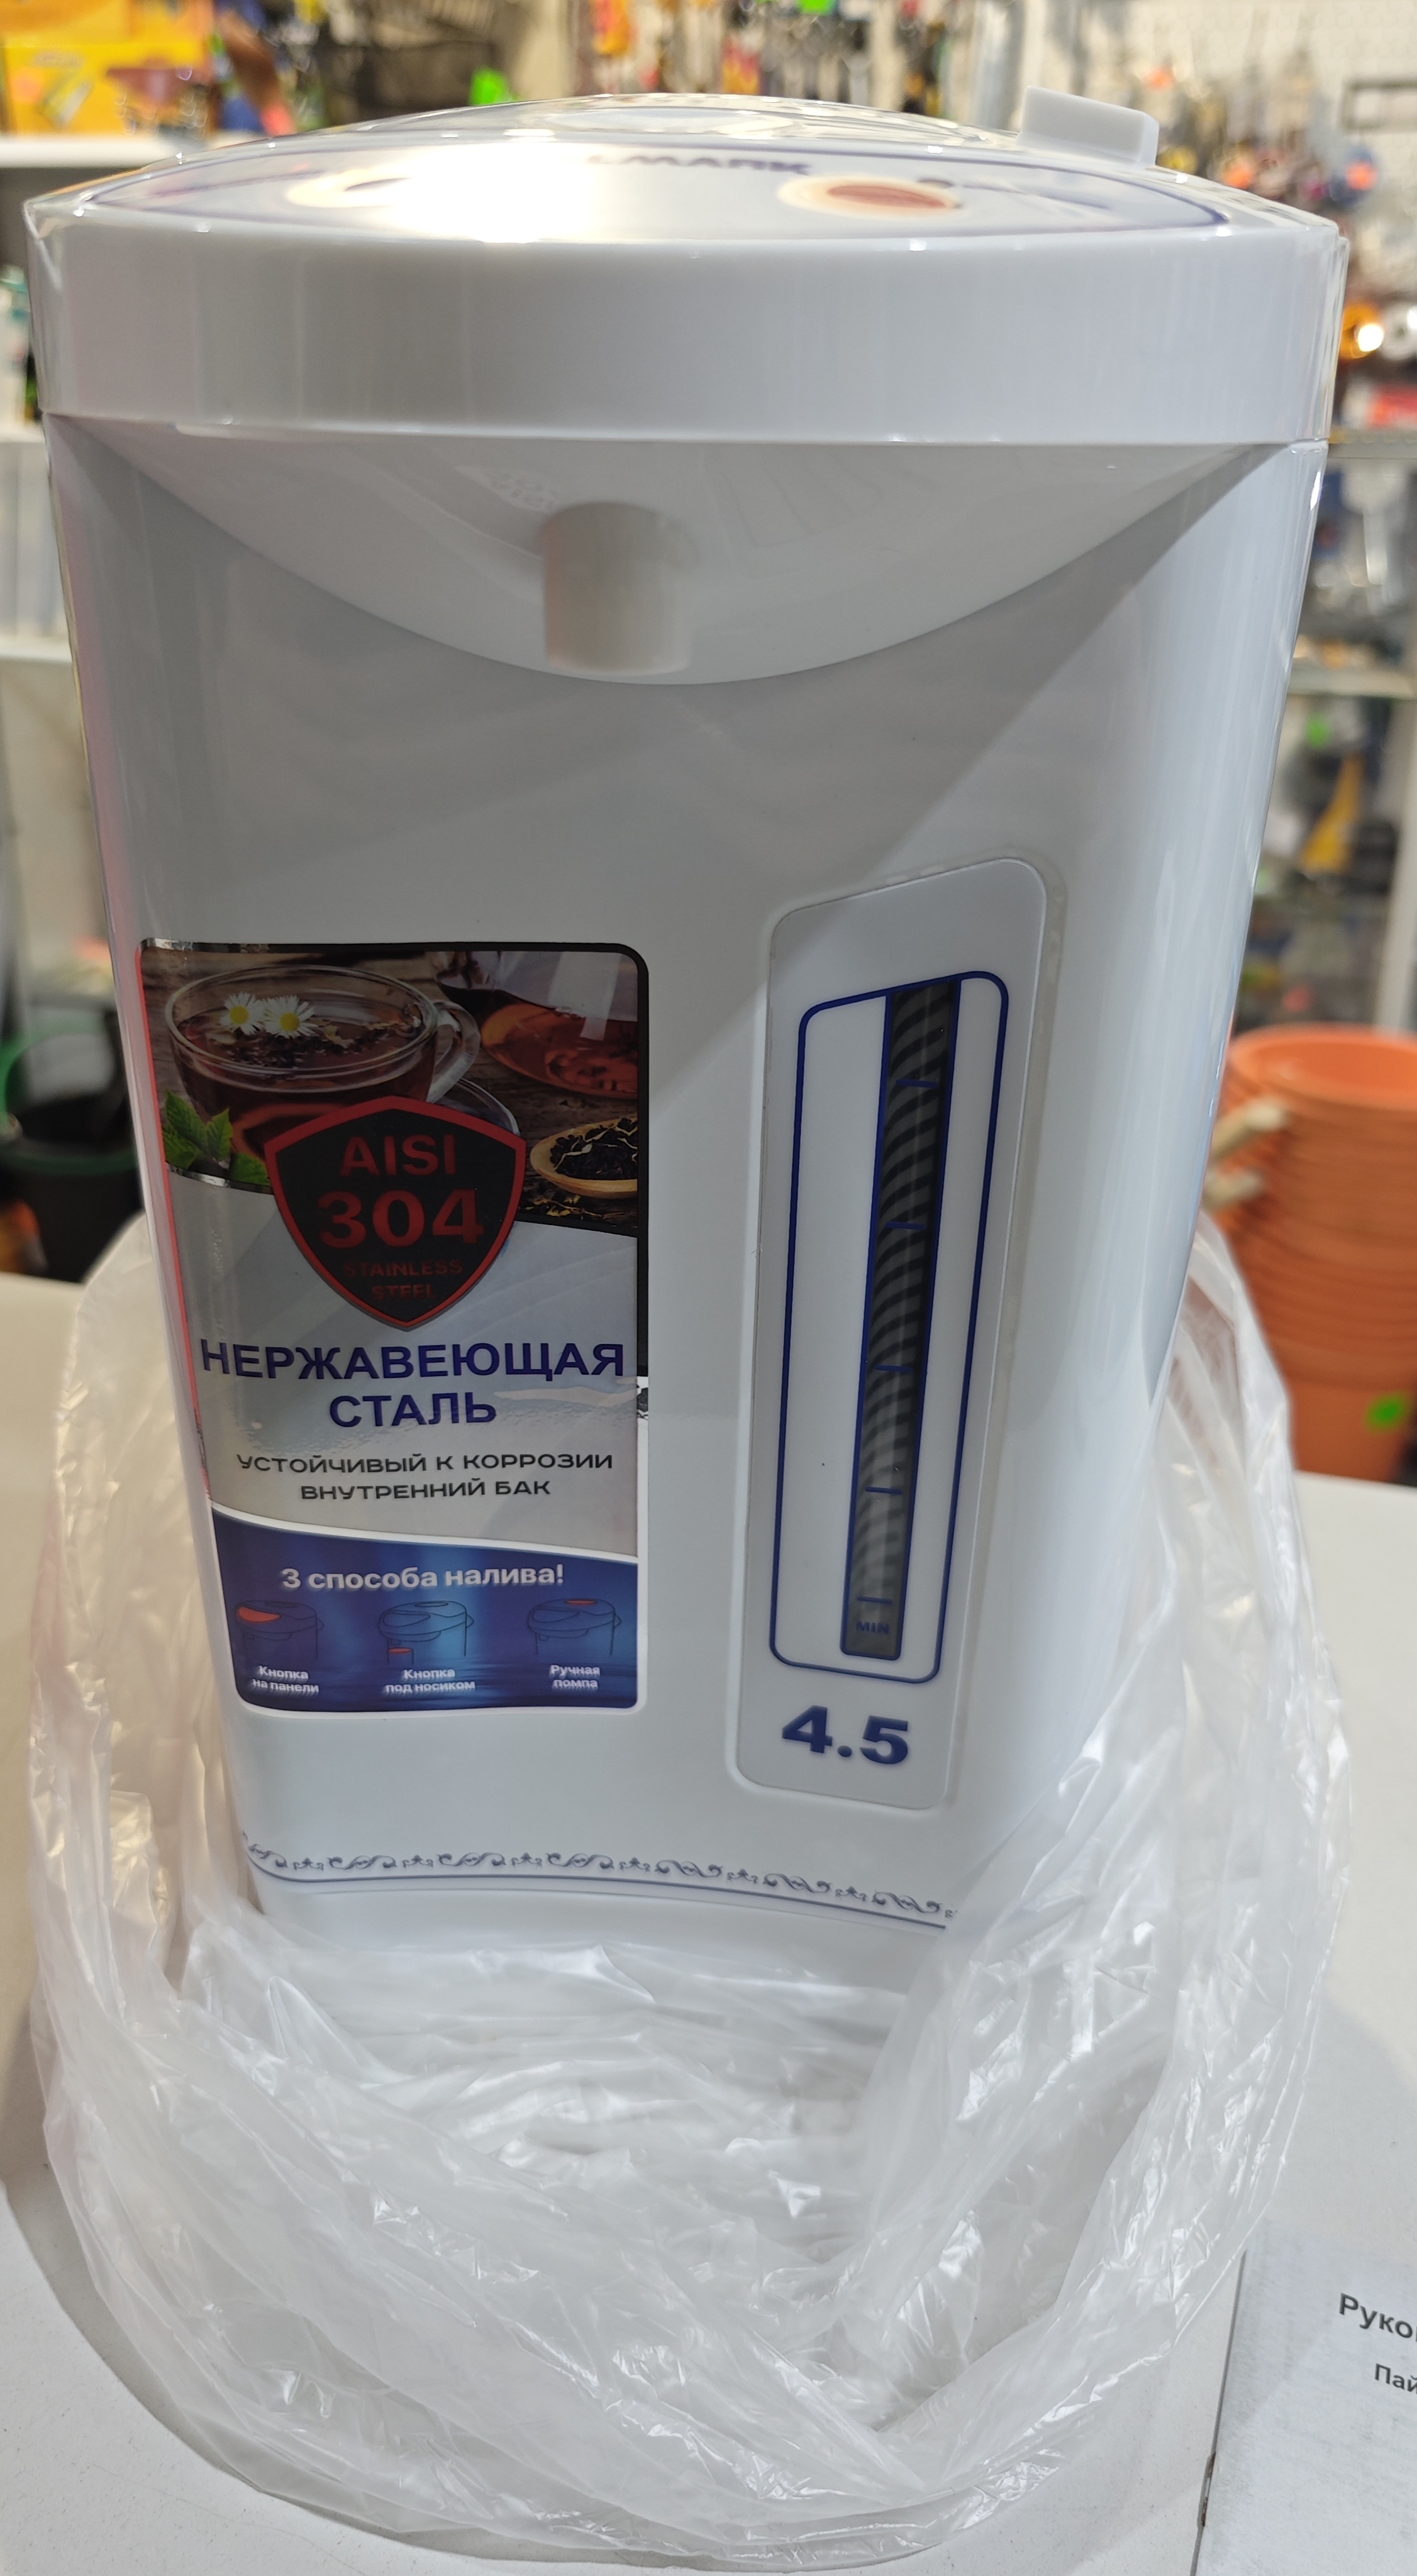 AISI
304
STAINLESS
STEEL
НЕРЖАВЕЮЩАЯ
СТАЛЬ
УСТОЙЧИВЫЙ К КОРРОЗИИ
ВНУТРЕННИЙ БАК
3 способа налива!
Кнопка
на панели
Кнопка
под носиком
Ручная
помпа
MIN
4.5